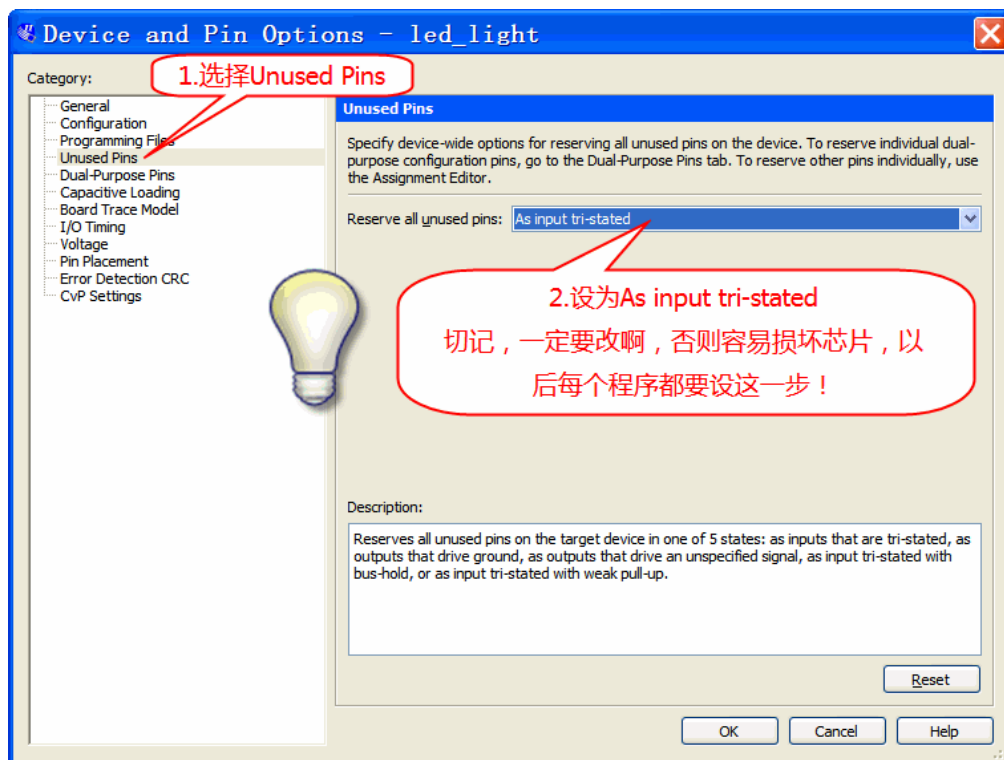 Device and Pin Options - led_light
Category:
1.选择Unused Pins
General
Configuration
Programming Files
Unused Pins
Dual-Purpose Pins
Capacitive Loading
Board Trace Model
I/O Timing
Voltage
Pin Placement
Error Detection CRC
CvP Settings
Unused Pins
Specify device-wide options for reserving all unused pins on the device. To reserve individual dual-
purpose configuration pins, go to the Dual-Purpose Pins tab. To reserve other pins individually, use
the Assignment Editor.
Reserve all unused pins: As input tri-stated
2.设为As input tri-stated
切记，一定要改啊，否则容易损坏芯片，以
后每个程序都要设这一步！
Description:
Reserves all unused pins on the target device in one of 5 states: as inputs that are tri-stated, as
outputs that drive ground, as outputs that drive an unspecified signal, as input tri-stated with
bus-hold, or as input tri-stated with weak pull-up.
Reset
OK Cancel Help